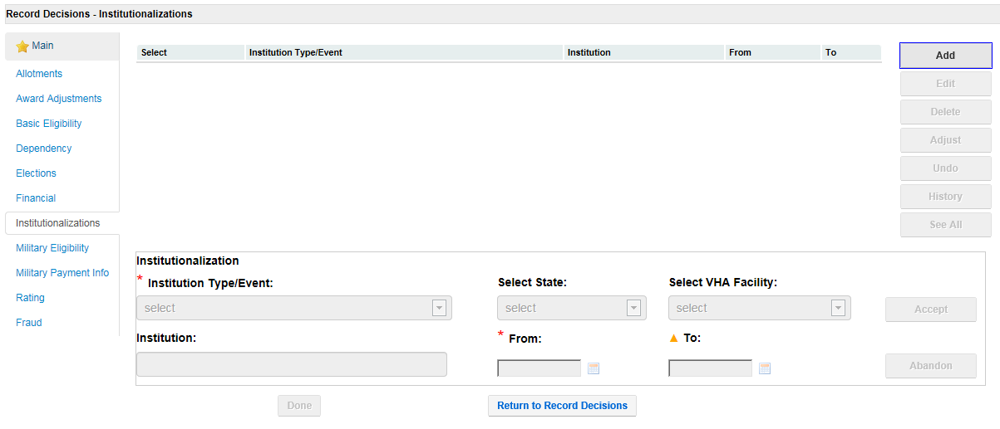 Record Decisions - Institutionalizations
Main
Allotments
Award Adjustments
Basic Eligibility
Dependency
Elections
Financial
Institutionalizations
Military Eligibility
Military Payment Info
Rating
Fraud
Select Institution Type/Event Institution From To
Add
Edit
Delete
Adjust
Undo
History
See All
Institutionalization
* Institution Type/Event: Select State: Select VHA Facility:
select select select Accept
Institution: * From: To:
Abandon
Done Return to Record Decisions